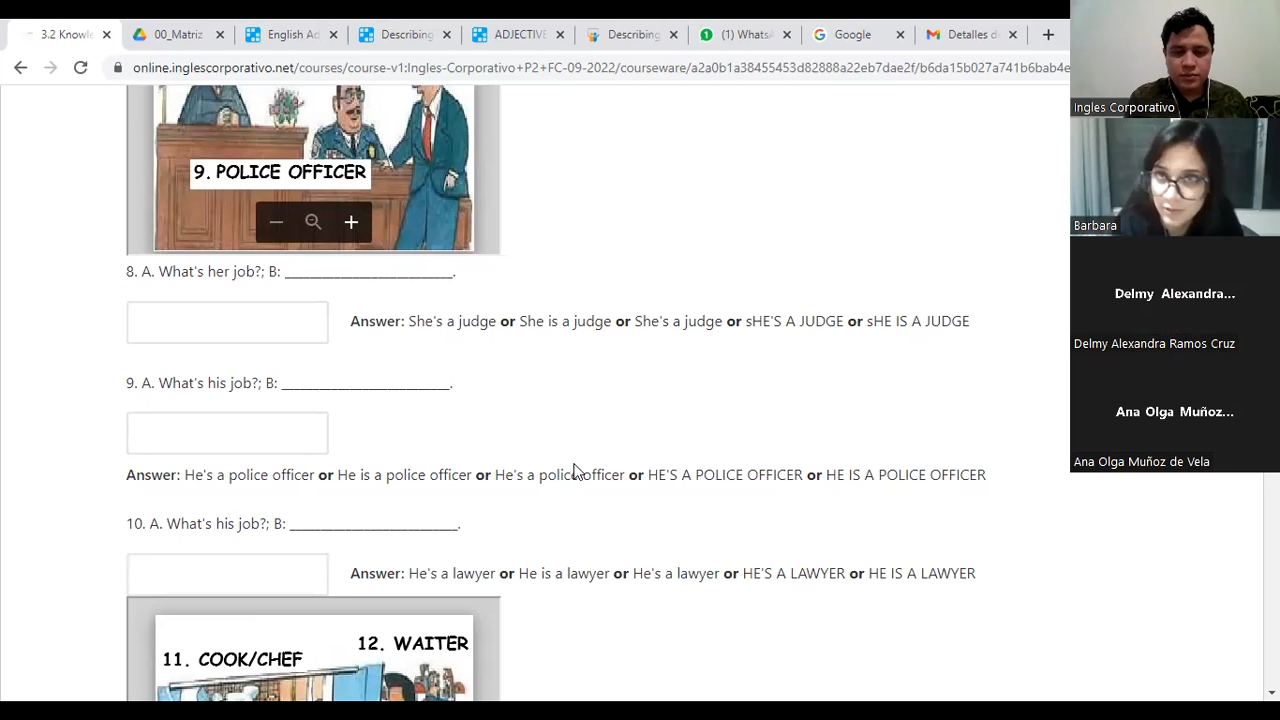 3.2 Knowle
00_Matriz
English Ad
Describing
ADJECTIVE
Describing
(1) WhatsA
Google
Detalles de
online.inglescorporativo.net/courses/course-v1:Ingles-Corporativo+P2+FC-09-2022/courseware/a2a0b1a38455453d82888a22eb7dae2f/b6da15b027a741b6bab4e
9. POLICE OFFICER
8. A. What's her job?; B: _________________________.
Answer: She's a judge or She is a judge or She's a judge or sHE'S A JUDGE or sHE IS A JUDGE
9. A. What's his job?; B: _________________________.
Answer: He's a police officer or He is a police officer or He's a police officer or HE'S A POLICE OFFICER or HE IS A POLICE OFFICER
10. A. What's his job?; B: _________________________.
Answer: He's a lawyer or He is a lawyer or He's a lawyer or HE'S A LAWYER or HE IS A LAWYER
12. WAITER
11. COOK/CHEF
Ingles Corporativo
Barbara
Delmy Alexandra...
Delmy Alexandra Ramos Cruz
Ana Olga Muñoz...
Ana Olga Muñoz de Vela